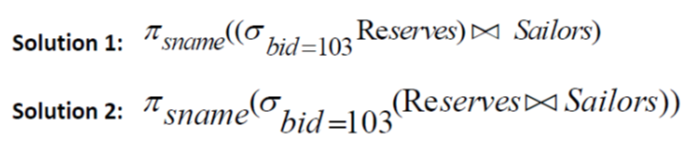 Solution 1: π sname((σ bid=103 Reserves) ⋈ Sailors)
Solution 2: π sname(σ bid=103(Reserves⋈ Sailors))